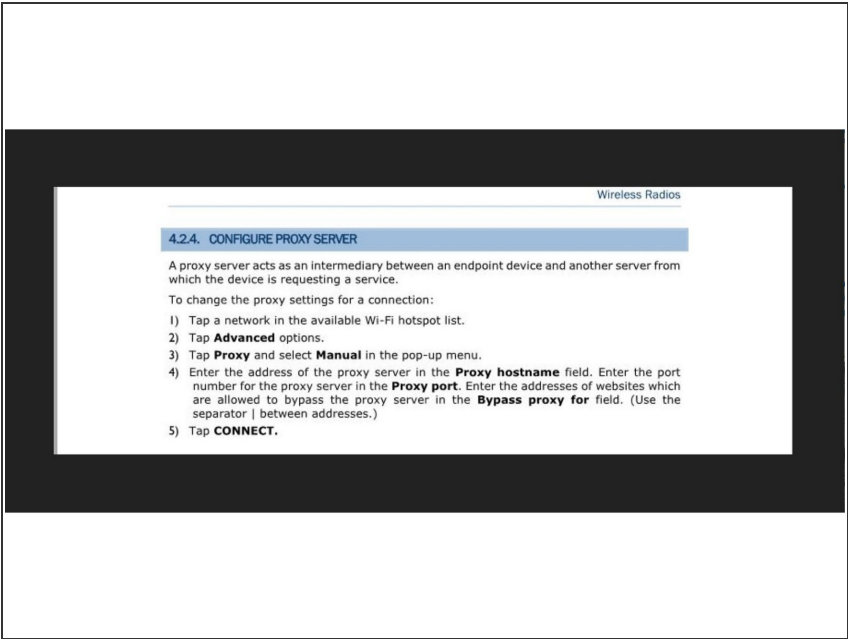 Wireless Radios
4.2.4. CONFIGURE PROXY SERVER
A proxy server acts as an intermediary between an endpoint device and another server from
which the device is requesting a service.
To change the proxy settings for a connection:
1) Tap a network in the available Wi-Fi hotspot list.
2) Tap Advanced options.
3) Tap Proxy and select Manual in the pop-up menu.
4) Enter the address of the proxy server in the Proxy hostname field. Enter the port
number for the proxy server in the Proxy port. Enter the addresses of websites which
are allowed to bypass the proxy server in the Bypass proxy for field. (Use the
separator | between addresses.)
5) Tap CONNECT.